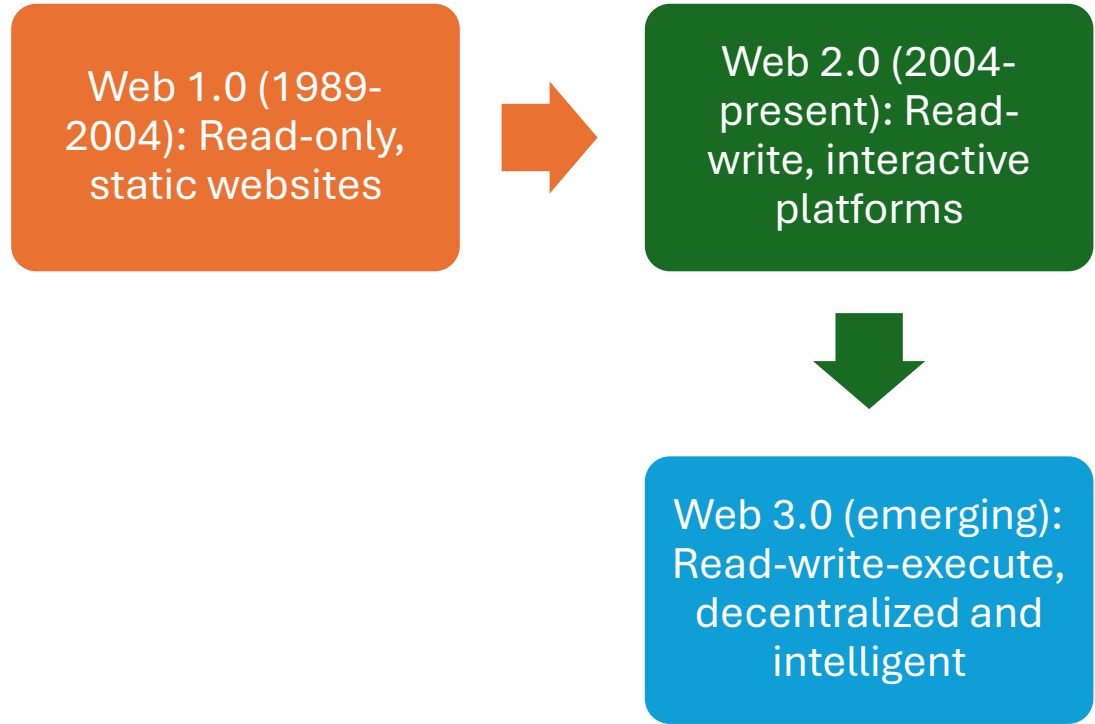 Web 1.0 (1989-
2004): Read-only,
static websites
Web 2.0 (2004-
present): Read-
write, interactive
platforms
Web 3.0 (emerging):
Read-write-execute,
decentralized and
intelligent